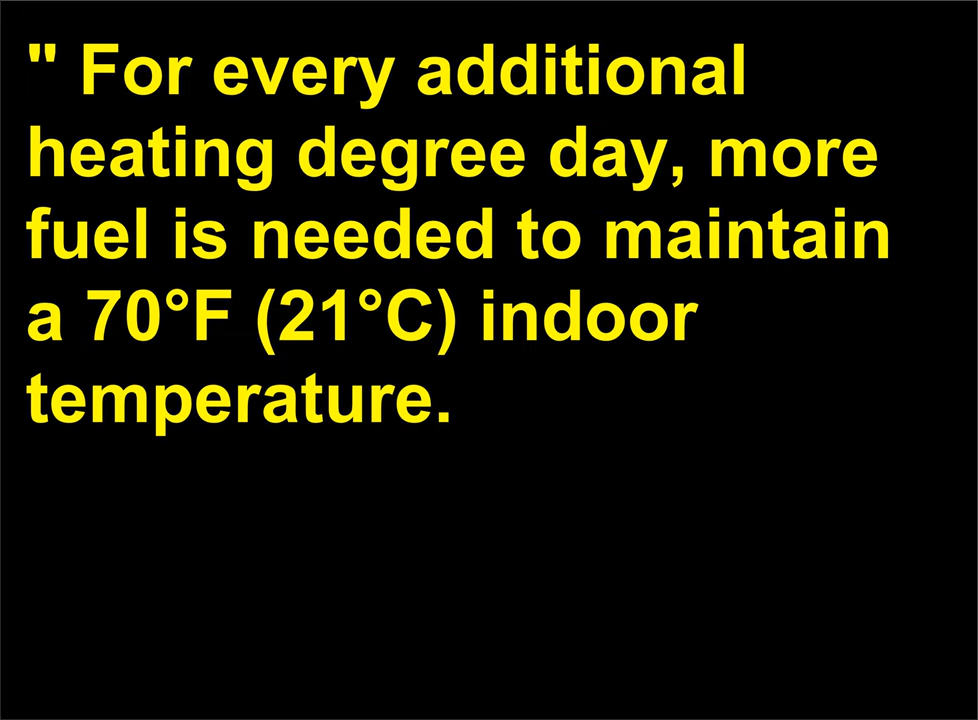 " For every additional
heating degree day, more
fuel is needed to maintain
a 70°F (21°C) indoor
temperature.